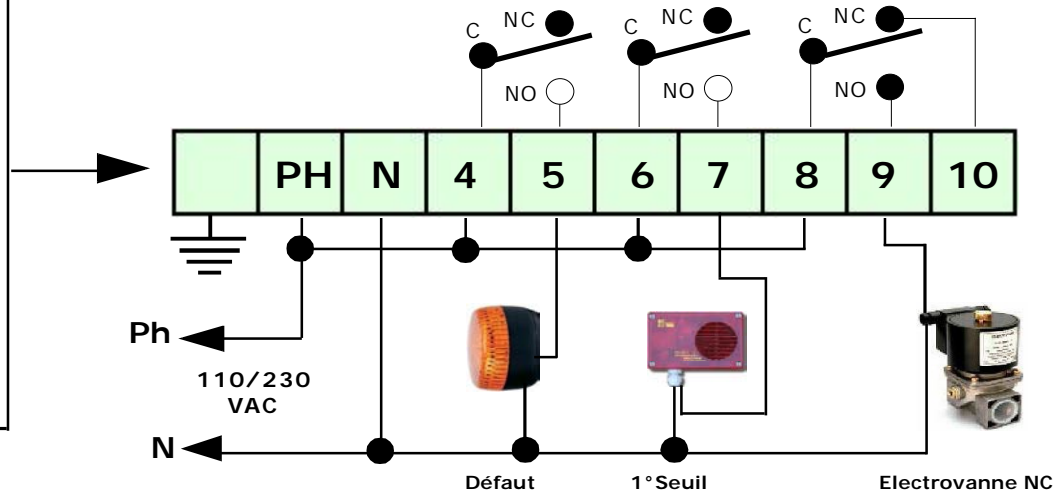 C NC C NC C NC
NO NO NO
PH N 4 5 6 7 8 9 10
Ph
110/230
VAC
N
Défaut 1°Seuil Electrovanne NC